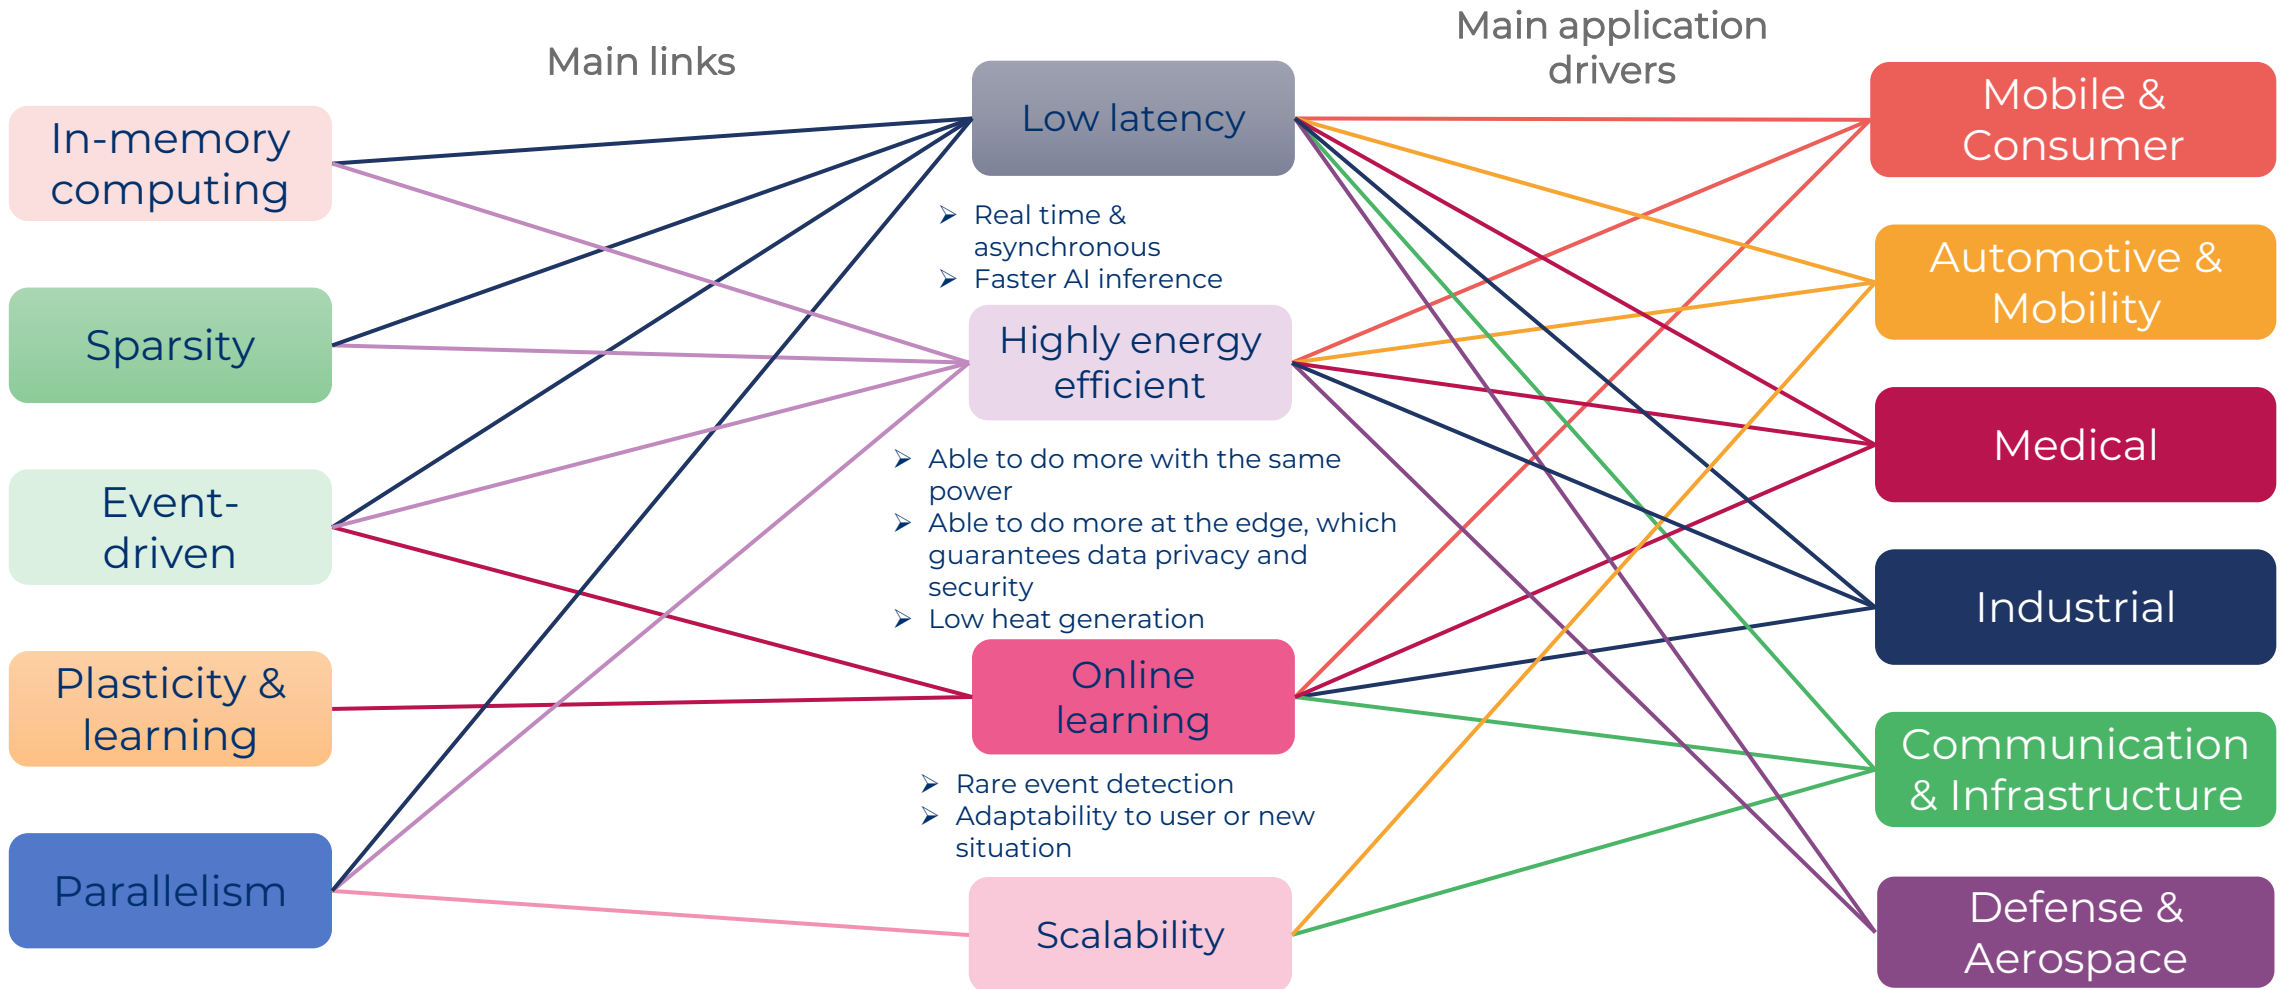 Main links
Main application
drivers
In-memory
computing
Sparsity
Event-
driven
Plasticity &
learning
Parallelism
Low latency
➢ Real time &
asynchronous
➢ Faster AI inference
Highly energy
efficient
➢ Able to do more with the same
power
➢ Able to do more at the edge, which
guarantees data privacy and
security
➢ Low heat generation
Online
learning
➢ Rare event detection
➢ Adaptability to user or new
situation
Scalability
Mobile &
Consumer
Automotive &
Mobility
Medical
Industrial
Communication
& Infrastructure
Defense &
Aerospace